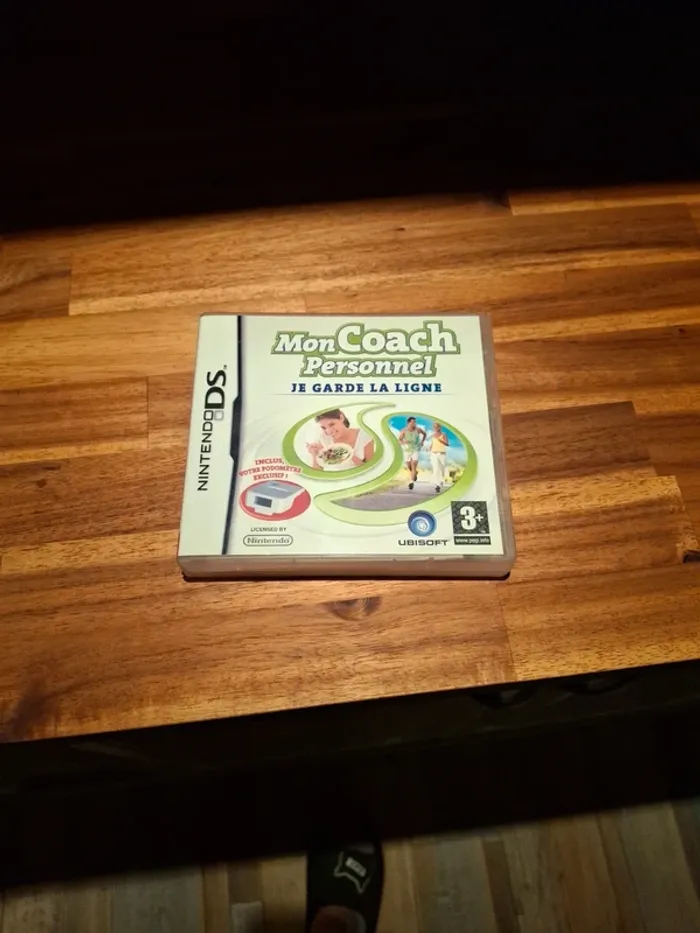 NINTENDO DS™
Mon Coach
Personnel
JE GARDE LA LIGNE
INCLUS,
VOTRE PODOMÈTRE
EXCLUSIF !
LICENSED BY
Nintendo
UBISOFT
3+
www.pegi.info